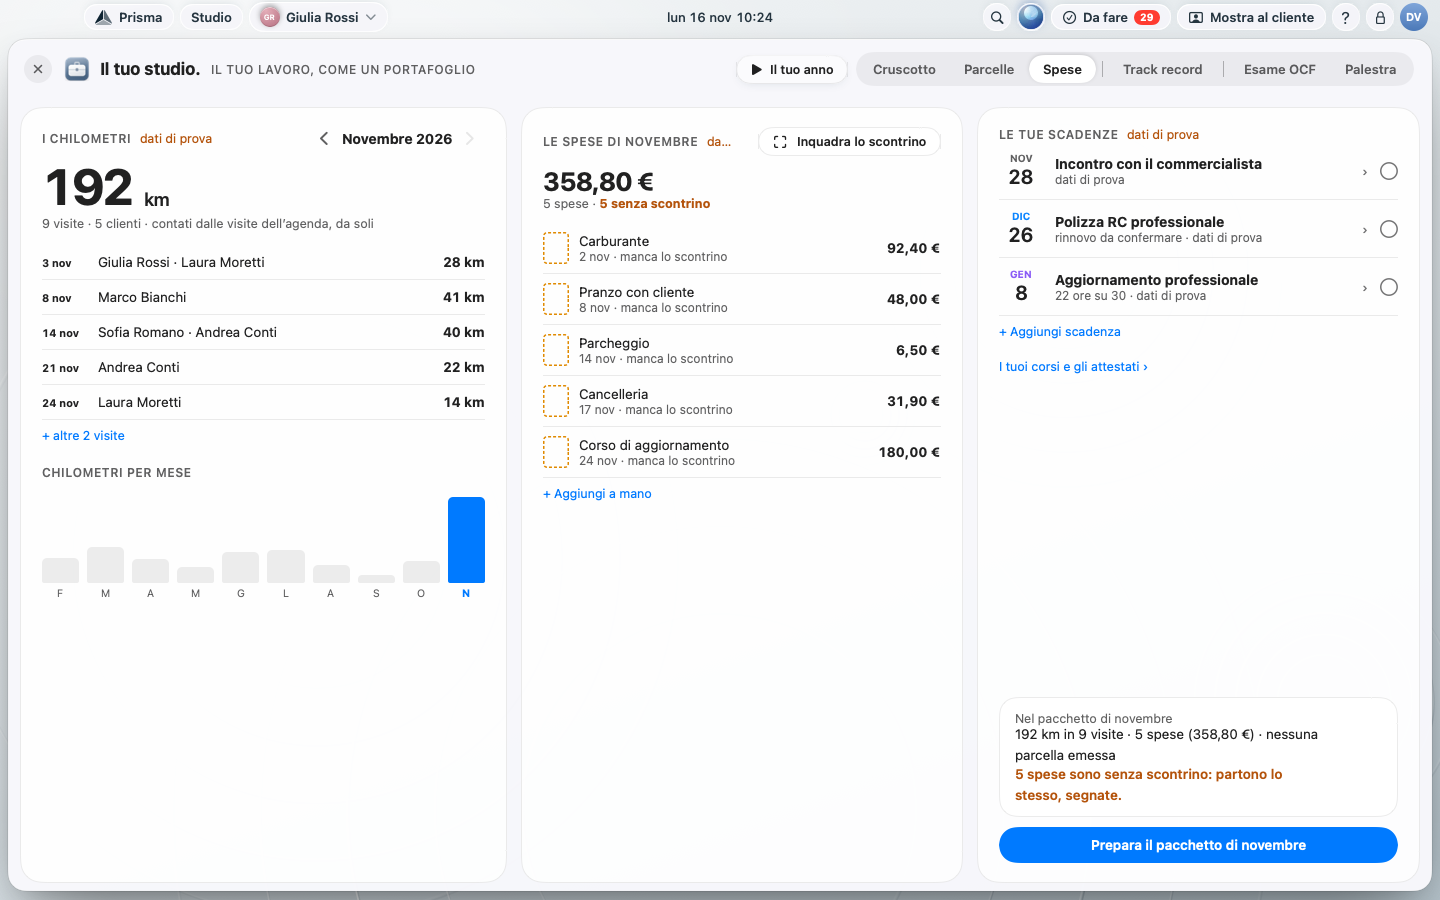 Prisma
Studio
GR Giulia Rossi
lun 16 nov 10:24
Da fare 29
Mostra al cliente
?
DV
Il tuo studio. IL TUO LAVORO, COME UN PORTAFOGLIO
Il tuo anno
Cruscotto
Parcelle
Spese
Track record
Esame OCF
Palestra
I CHILOMETRI dati di prova
Novembre 2026
192 km
9 visite · 5 clienti · contati dalle visite dell'agenda, da soli
3 nov Giulia Rossi · Laura Moretti 28 km
8 nov Marco Bianchi 41 km
14 nov Sofia Romano · Andrea Conti 40 km
21 nov Andrea Conti 22 km
24 nov Laura Moretti 14 km
+ altre 2 visite
CHILOMETRI PER MESE
F M A M G L A S O N
LE SPESE DI NOVEMBRE da...
Inquadra lo scontrino
358,80 €
5 spese · 5 senza scontrino
Carburante
2 nov · manca lo scontrino
92,40 €
Pranzo con cliente
8 nov · manca lo scontrino
48,00 €
Parcheggio
14 nov · manca lo scontrino
6,50 €
Cancelleria
17 nov · manca lo scontrino
31,90 €
Corso di aggiornamento
24 nov · manca lo scontrino
180,00 €
+ Aggiungi a mano
LE TUE SCADENZE dati di prova
NOV
28
Incontro con il commercialista
dati di prova
DIC
26
Polizza RC professionale
rinnovo da confermare · dati di prova
GEN
8
Aggiornamento professionale
22 ore su 30 · dati di prova
+ Aggiungi scadenza
I tuoi corsi e gli attestati ›
Nel pacchetto di novembre
192 km in 9 visite · 5 spese (358,80 €) · nessuna
parcella emessa
5 spese sono senza scontrino: partono lo
stesso, segnate.
Prepara il pacchetto di novembre